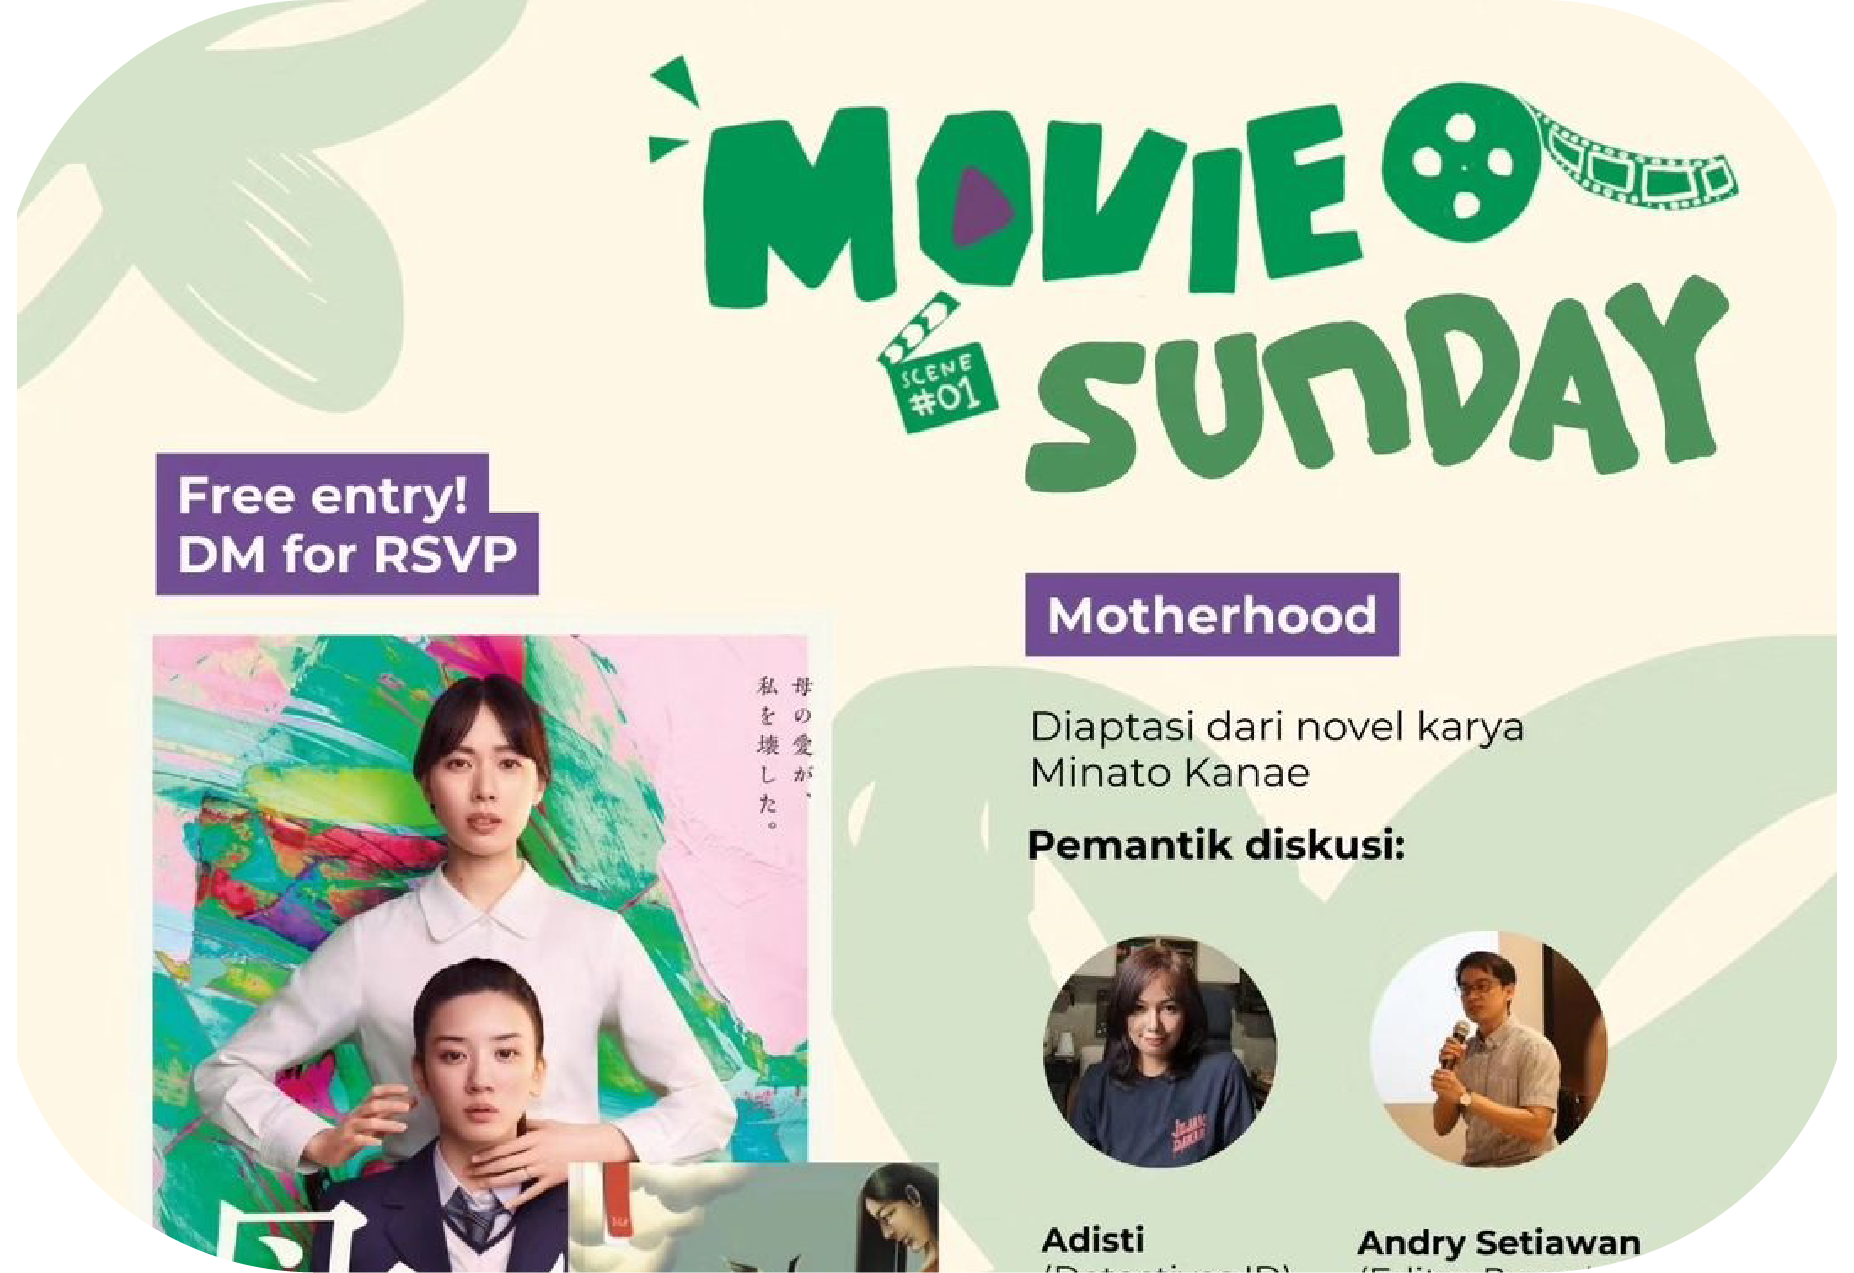 MOVIE
SCENE
#01
SUNDAY
Free entry!
DM for RSVP
Motherhood
Diaptasi dari novel karya
Minato Kanae
Pemantik diskusi:
母の愛が、
私を壊した。
Adisti
Andry Setiawan